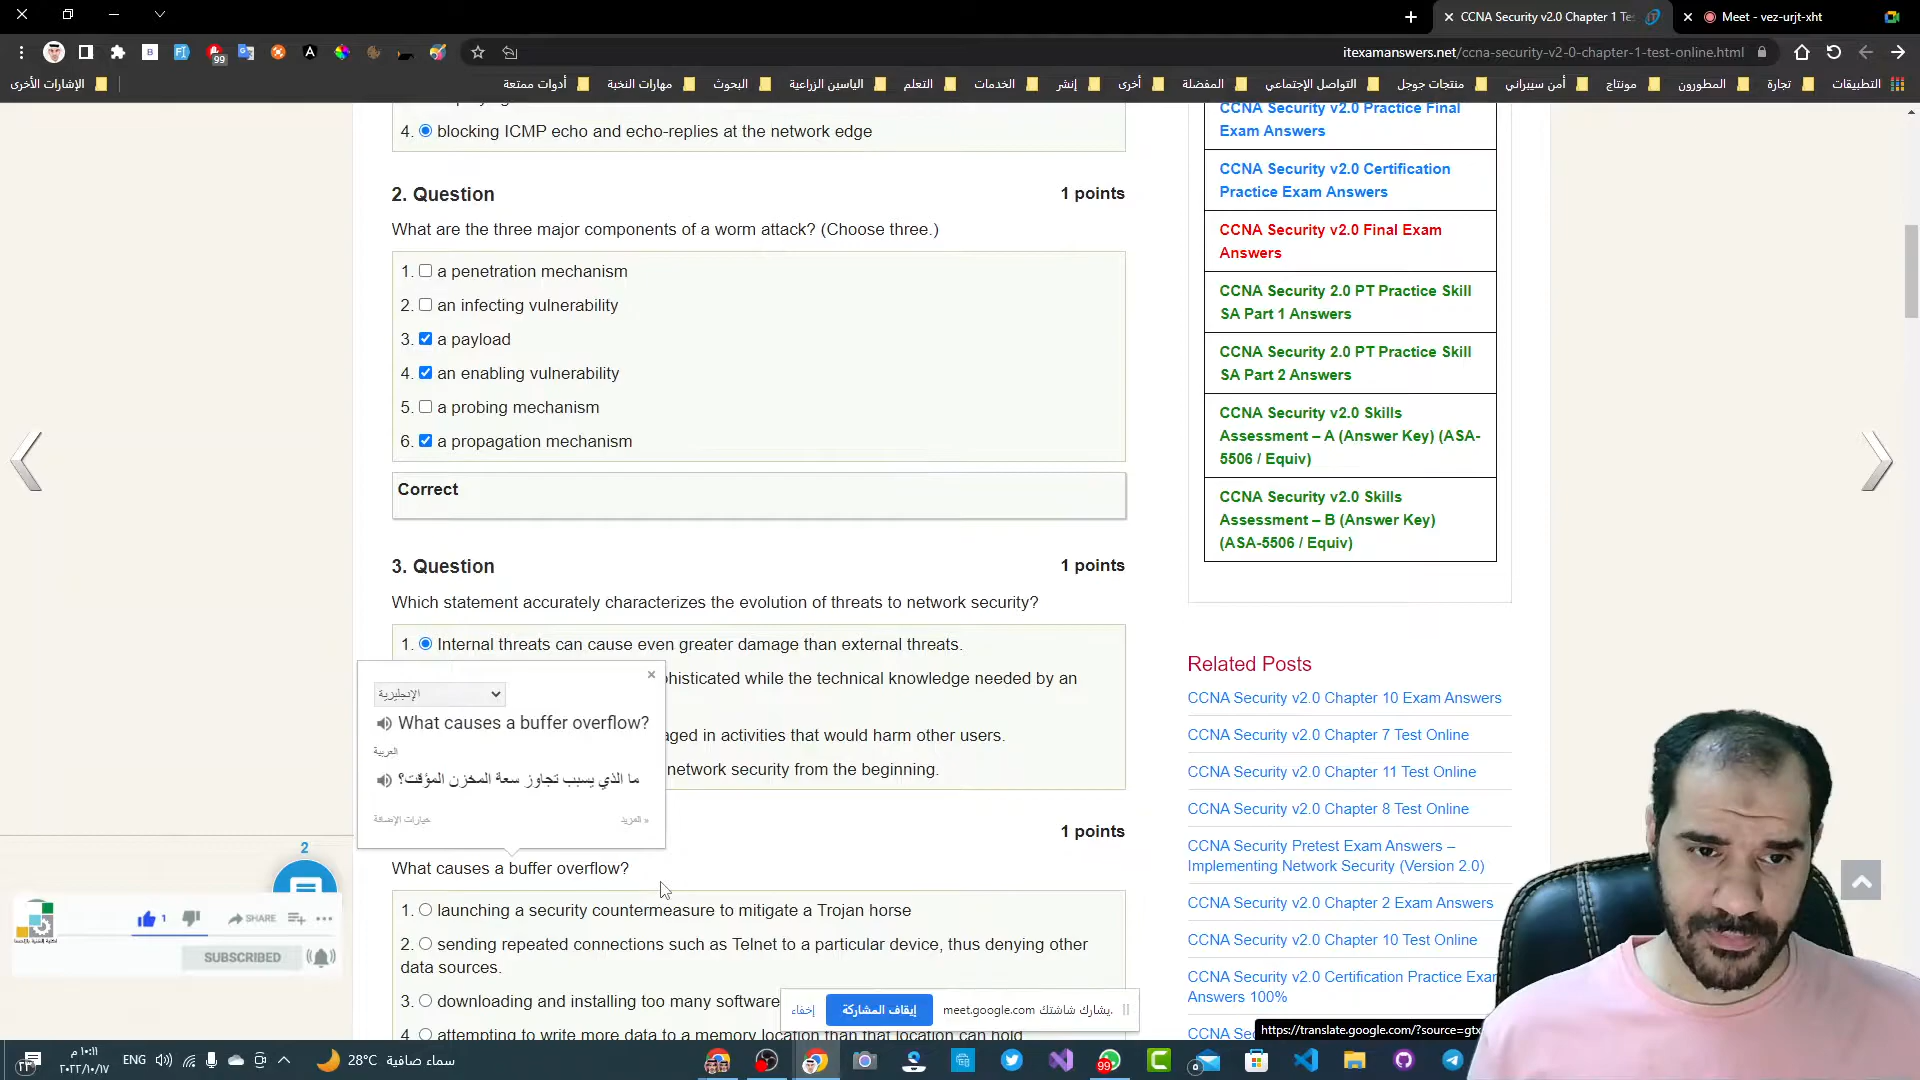 CCNA Security v2.0 Chapter 1 Tes
Meet - vez-urjt-xht
itexamanswers.net/ccna-security-v2-0-chapter-1-test-online.html
99
الإشارات الأخرى
أدوات ممتعة
مهارات النخبة
البحوث
الياسين الزراعية
التعلم
الخدمات
إنشر
أخرى
المفضلة
التواصل الإجتماعي
منتجات جوجل
أمن سيبراني
مونتاج
المطورون
تجارة
التطبيقات
4. blocking ICMP echo and echo-replies at the network edge
2. Question
1 points
What are the three major components of a worm attack? (Choose three.)
1. a penetration mechanism
2. an infecting vulnerability
3. a payload
4. an enabling vulnerability
5. a probing mechanism
6. a propagation mechanism
Correct
3. Question
1 points
Which statement accurately characterizes the evolution of threats to network security?
1. Internal threats can cause even greater damage than external threats.
phisticated while the technical knowledge needed by an
aged in activities that would harm other users.
network security from the beginning.
الإنجليزية
What causes a buffer overflow?
العربية
ما الذي يسبب تجاوز سعة المخزن المؤقت؟
خيارات الإضافة
المزيد »
1 points
What causes a buffer overflow?
1. launching a security countermeasure to mitigate a Trojan horse
2. sending repeated connections such as Telnet to a particular device, thus denying other
data sources.
3. downloading and installing too many software
4. attempting to write more data to a memory location than that location can hold
CCNA Security v2.0 Practice Final
Exam Answers
CCNA Security v2.0 Certification
Practice Exam Answers
CCNA Security v2.0 Final Exam
Answers
CCNA Security 2.0 PT Practice Skill
SA Part 1 Answers
CCNA Security 2.0 PT Practice Skill
SA Part 2 Answers
CCNA Security v2.0 Skills
Assessment – A (Answer Key) (ASA-
5506 / Equiv)
CCNA Security v2.0 Skills
Assessment – B (Answer Key)
(ASA-5506 / Equiv)
Related Posts
CCNA Security v2.0 Chapter 10 Exam Answers
CCNA Security v2.0 Chapter 7 Test Online
CCNA Security v2.0 Chapter 11 Test Online
CCNA Security v2.0 Chapter 8 Test Online
CCNA Security Pretest Exam Answers –
Implementing Network Security (Version 2.0)
CCNA Security v2.0 Chapter 2 Exam Answers
CCNA Security v2.0 Chapter 10 Test Online
CCNA Security v2.0 Certification Practice Exam
Answers 100%
CCNA Sec
https://translate.google.com/?source=gtx
2
1
SHARE
SUBSCRIBED
إخفاء
إيقاف المشاركة
يشارك شاشتك meet.google.com.
١٠:١١ م
٢٠٢٢/١٠/١٧
ENG
28°C
سماء صافية
99